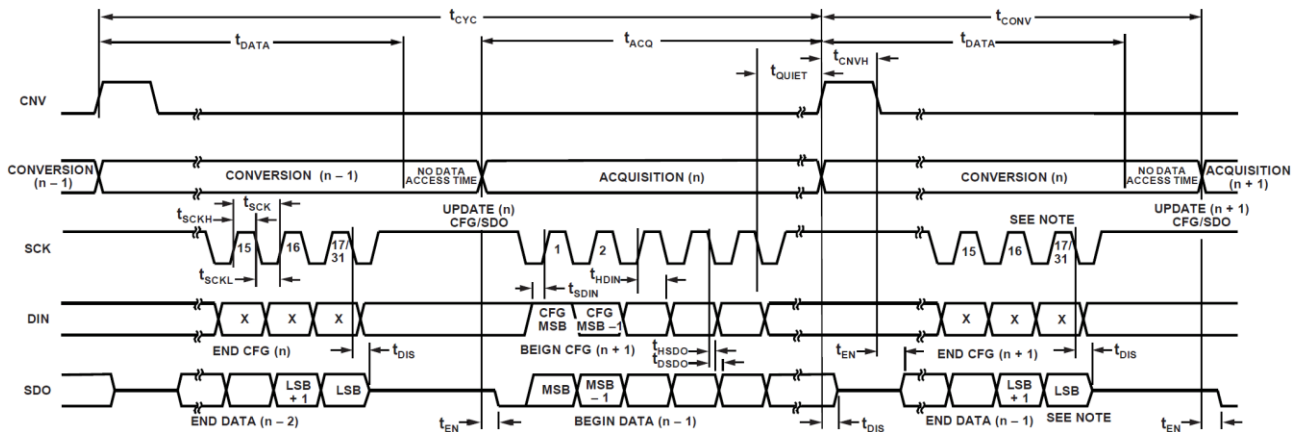 tCYC tCONV
tDATA tACQ tDATA
tQUIET tCNVH
CNV
CONVERSION (n – 1) CONVERSION (n – 1) NO DATA ACCESS TIME ACQUISITION (n) CONVERSION (n) NO DATA ACCESS TIME ACQUISITION (n + 1)
UPDATE (n) CFG/SDO SEE NOTE UPDATE (n + 1) CFG/SDO
tSCK
tSCKH
SCK 15 16 17/31 1 2 15 16 17/31
tSCKL tSDIN tHDIN
DIN X X X CFG MSB CFG MSB –1 X X X
END CFG (n) tDIS BEIGN CFG (n + 1) tHSDO tDSDO tEN END CFG (n + 1) tDIS
SDO LSB + 1 LSB MSB MSB – 1 LSB + 1 LSB
END DATA (n – 2) tEN BEGIN DATA (n – 1) tDIS END DATA (n – 1) SEE NOTE tEN